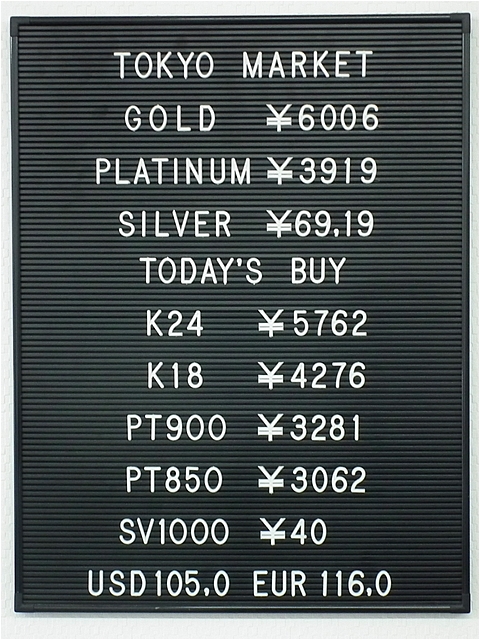 TOKYO MARKET
GOLD ¥6006
PLATINUM ¥3919
SILVER ¥69.19
TODAY'S BUY
K24 ¥5762
K18 ¥4276
PT900 ¥3281
PT850 ¥3062
SV1000 ¥40
USD105.0 EUR 116.0